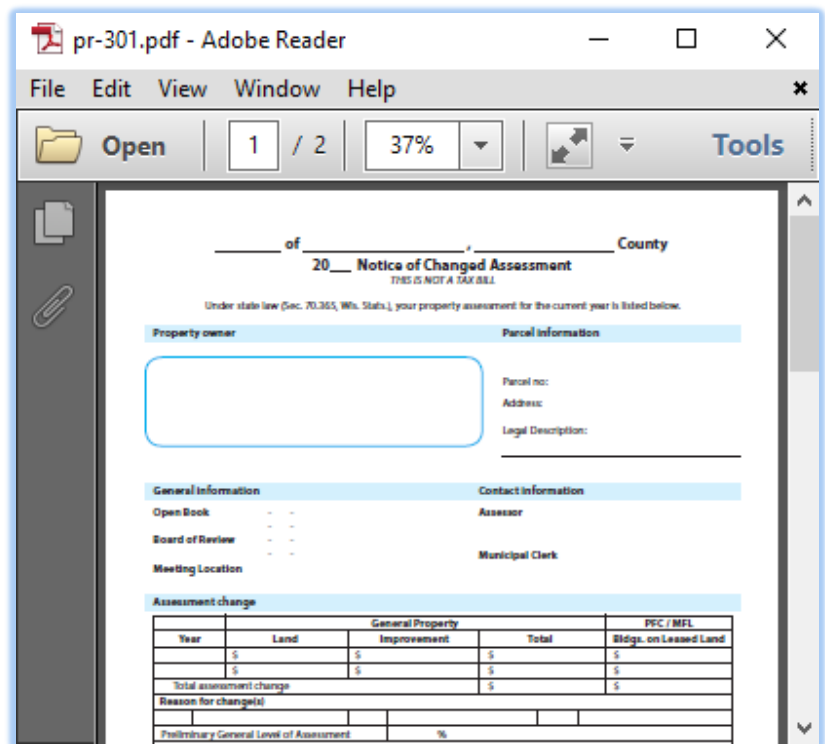 pr-301.pdf - Adobe Reader
File Edit View Window Help
Open 1 / 2 37% Tools
________ of ____________________, _________________ County
20___ Notice of Changed Assessment
THIS IS NOT A TAX BILL
Under state law (Sec. 70.365, Wis. Stats.), your property assessment for the current year is listed below.
Property owner Parcel information
Parcel no:
Address:
Legal Description:
General information Contact information
Open Book - - Assessor
- -
Board of Review - -
- - Municipal Clerk
Meeting Location
Assessment change
General Property PFC / MFL
Year Land Improvement Total Bldgs. on Leased Land
$ $ $ $
$ $ $ $
Total assessment change $ $
Reason for change(s)
Preliminary General Level of Assessment %